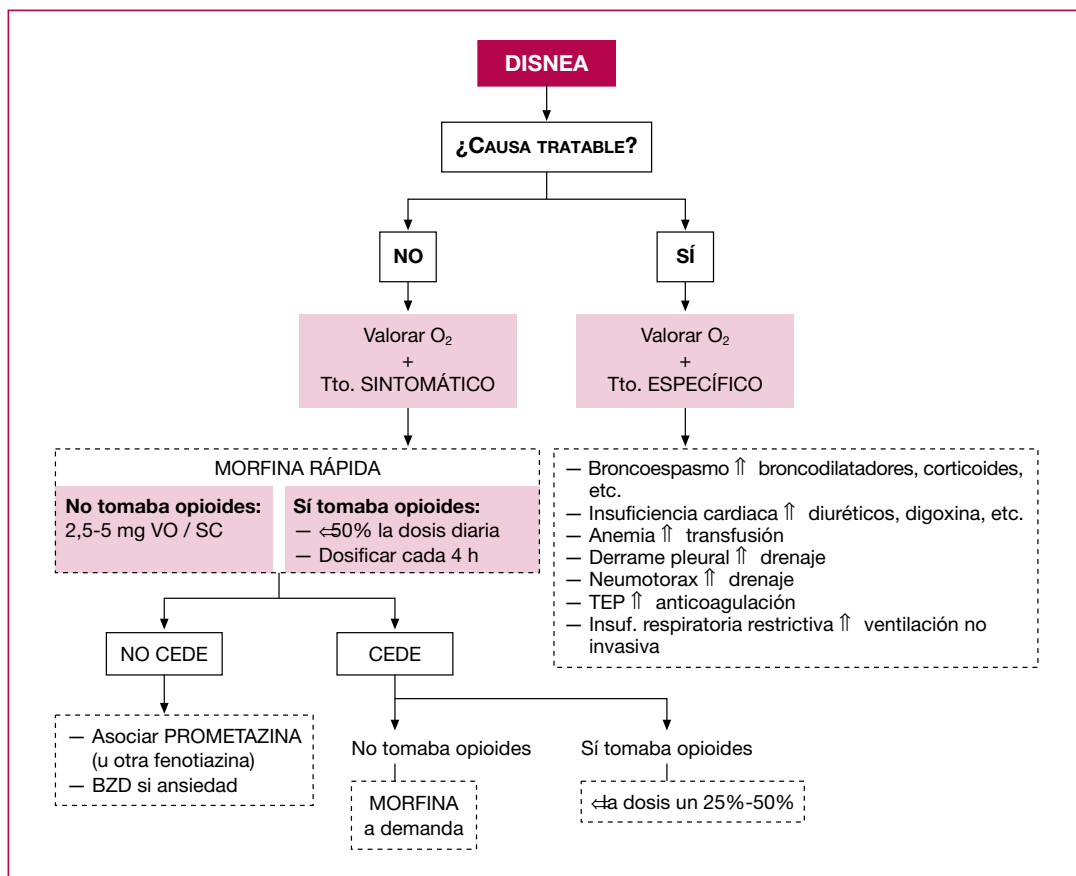 DISNEA
¿CAUSA TRATABLE?
NO
SÍ
Valorar O₂
+
Tto. SINTOMÁTICO
Valorar O₂
+
Tto. ESPECÍFICO
MORFINA RÁPIDA
No tomaba opioides:
2,5-5 mg VO / SC
Sí tomaba opioides:
— ⇐50% la dosis diaria
— Dosificar cada 4 h
— Broncoespasmo ⇑ broncodilatadores, corticoides,
etc.
— Insuficiencia cardiaca ⇑ diuréticos, digoxina, etc.
— Anemia ⇑ transfusión
— Derrame pleural ⇑ drenaje
— Neumotorax ⇑ drenaje
— TEP ⇑ anticoagulación
— Insuf. respiratoria restrictiva ⇑ ventilación no
invasiva
NO CEDE
CEDE
— Asociar PROMETAZINA
(u otra fenotiazina)
— BZD si ansiedad
No tomaba opioides
Sí tomaba opioides
MORFINA
a demanda
⇐la dosis un 25%-50%